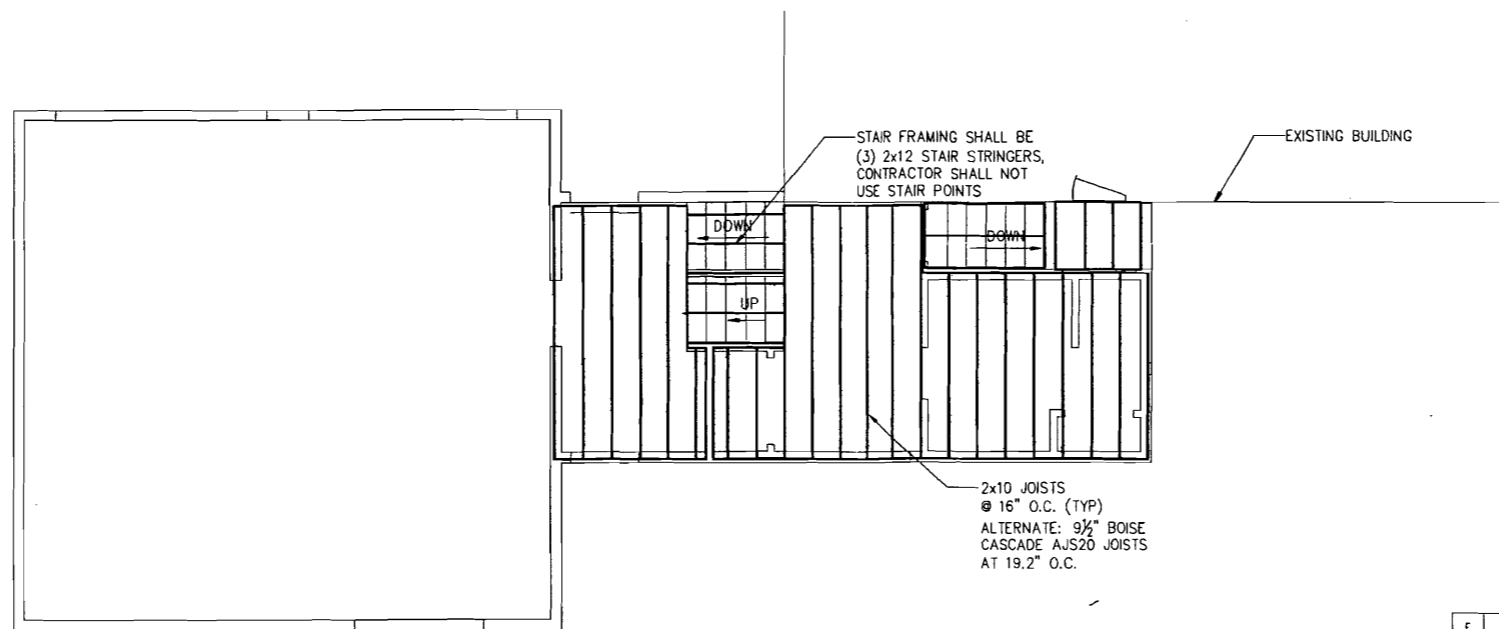 STAIR FRAMING SHALL BE
(3) 2x12 STAIR STRINGERS,
CONTRACTOR SHALL NOT
USE STAIR POINTS
EXISTING BUILDING
DOWN
DOWN
UP
2x10 JOISTS
@ 16" O.C. (TYP)
ALTERNATE: 9½" BOISE
CASCADE AJS20 JOISTS
AT 19.2" O.C.